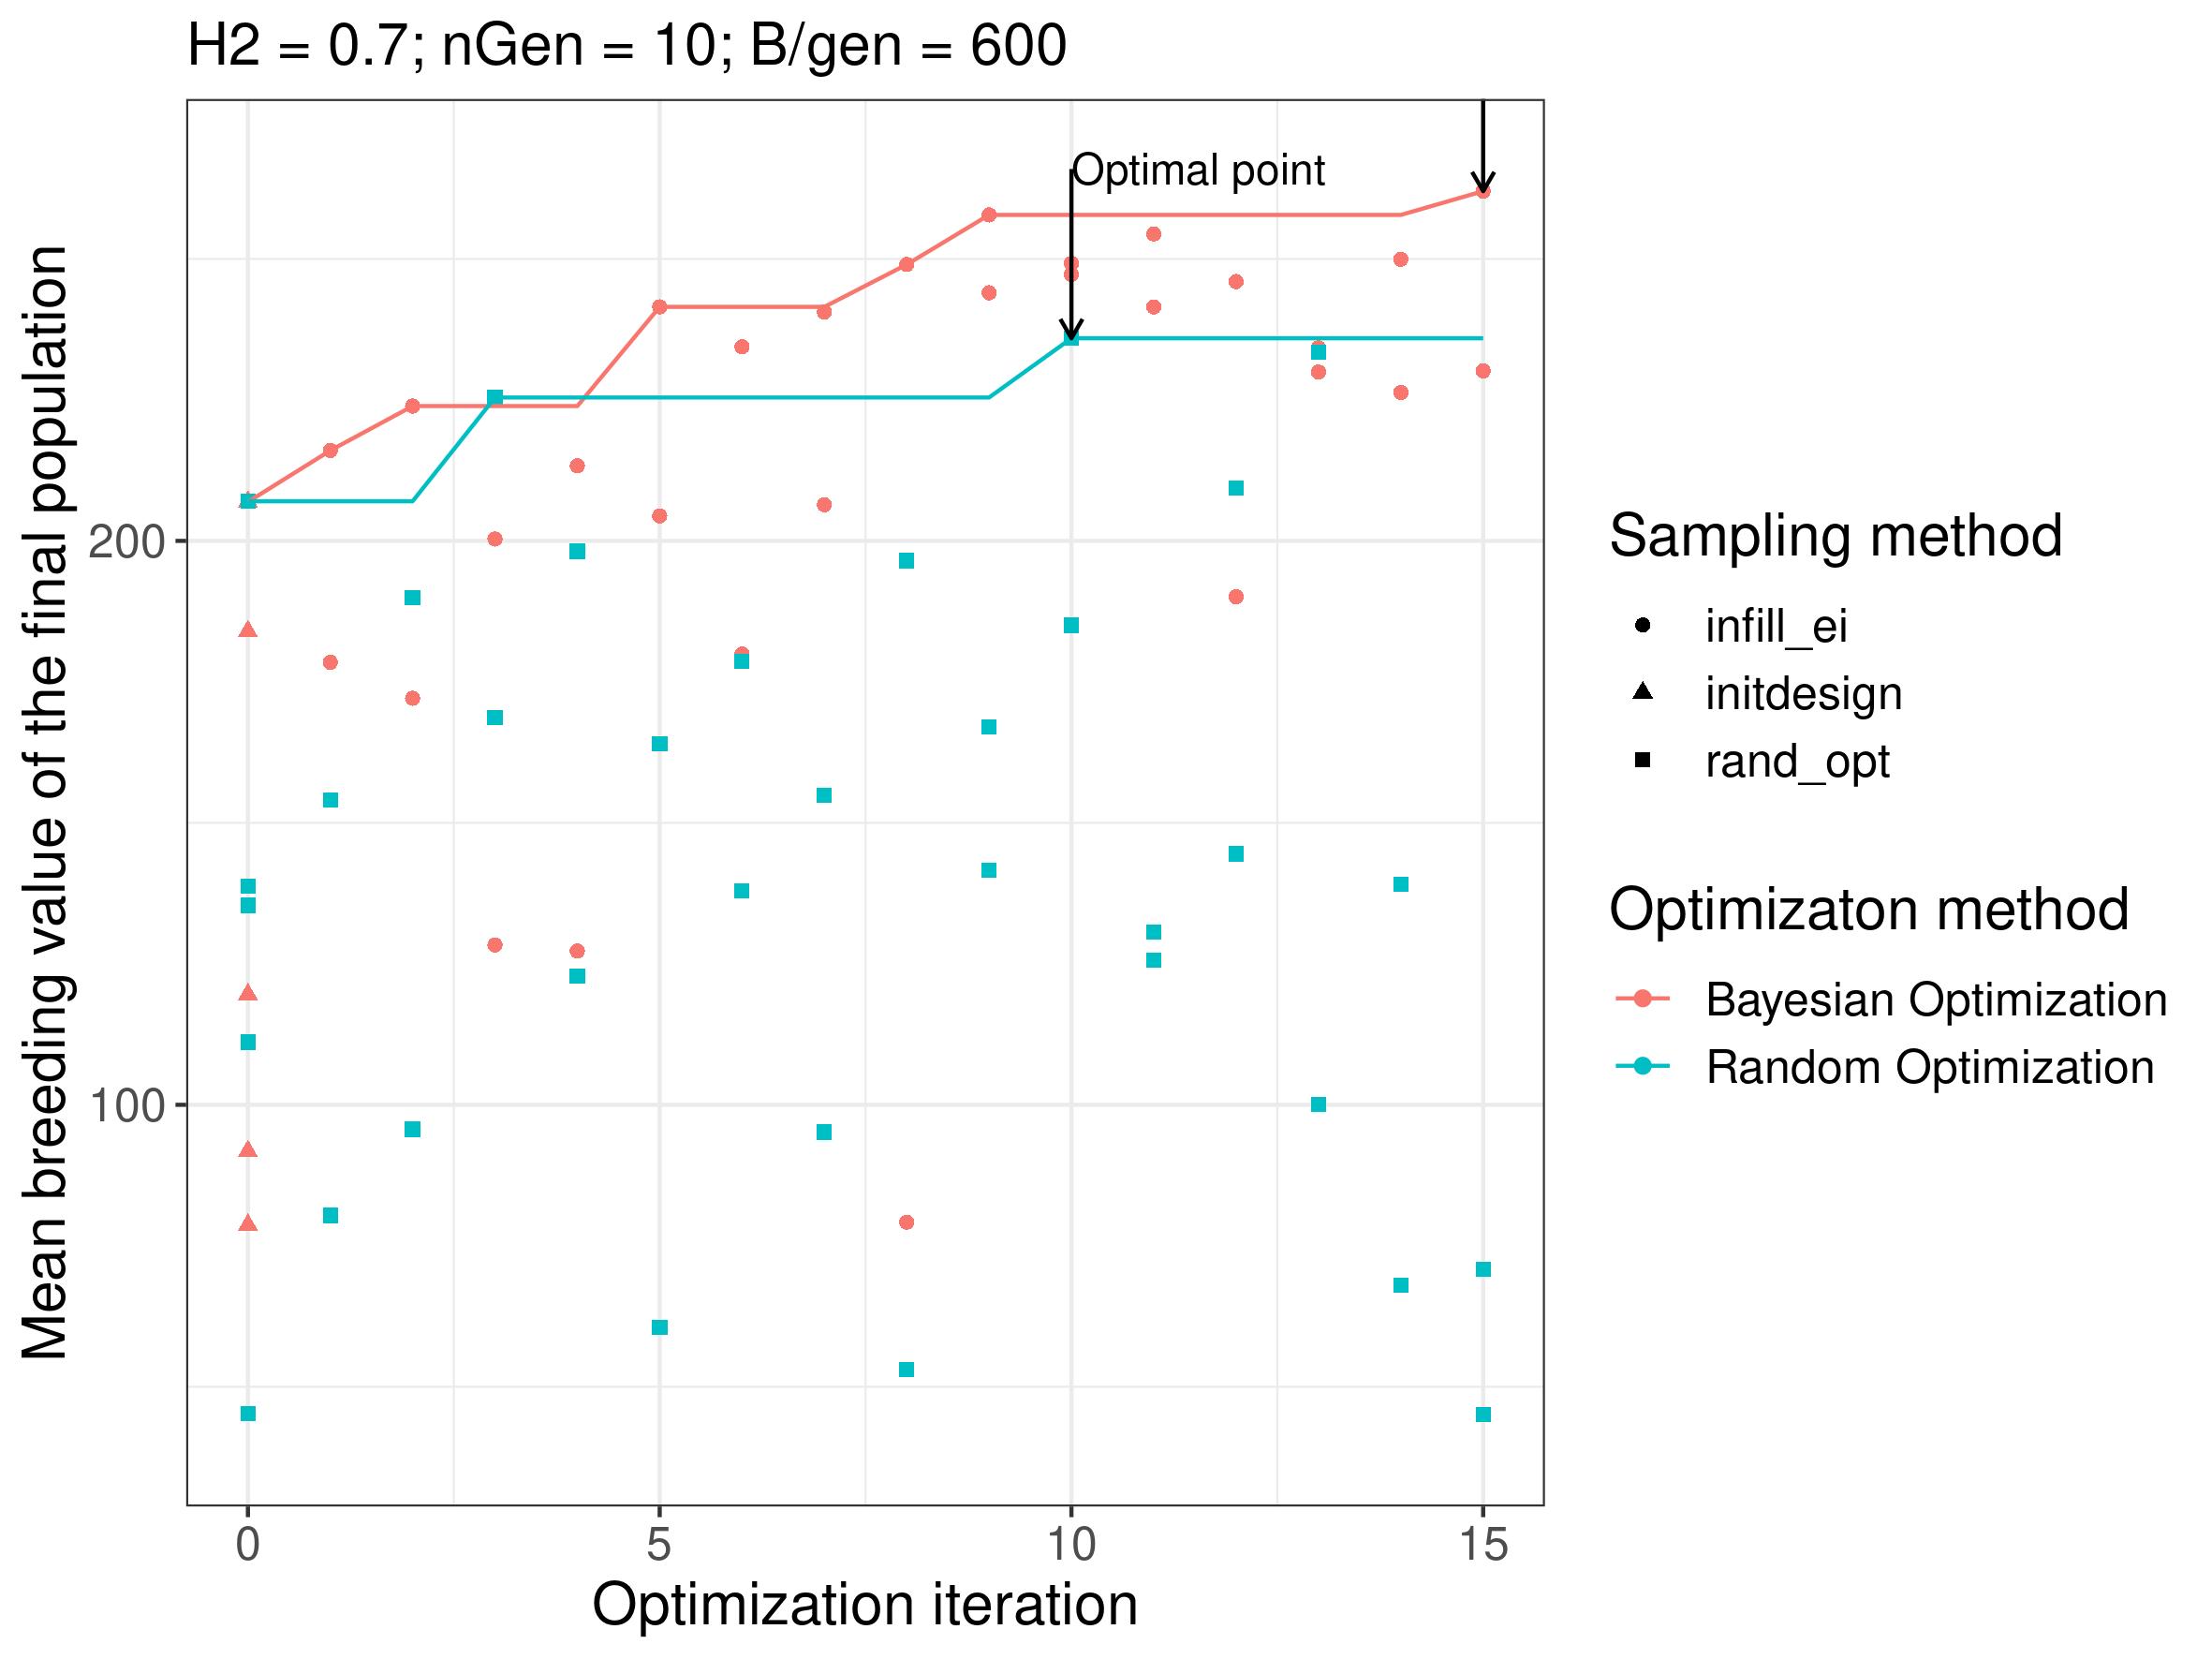 H2 = 0.7; nGen = 10; B/gen = 600
Optimal point
Mean breeding value of the final population
200
100
0
5
10
15
Optimization iteration
Sampling method
infill_ei
initdesign
rand_opt
Optimizaton method
Bayesian Optimization
Random Optimization